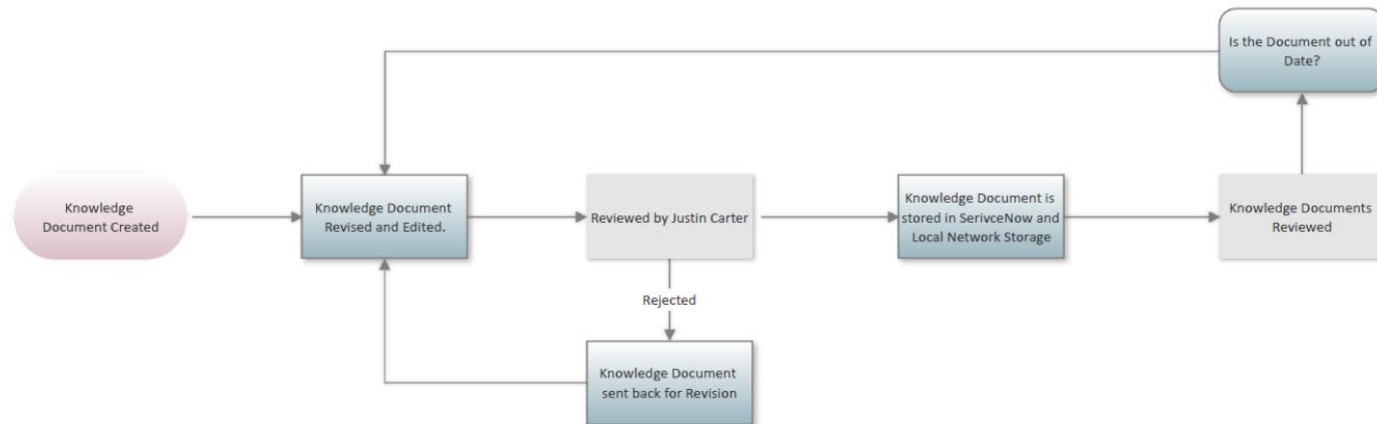 Is the Document out of
Date?
Knowledge
Document Created
Knowledge Document
Revised and Edited.
Reviewed by Justin Carter
Knowledge Document is
stored in SerivceNow and
Local Network Storage
Knowledge Documents
Reviewed
Rejected
Knowledge Document
sent back for Revision